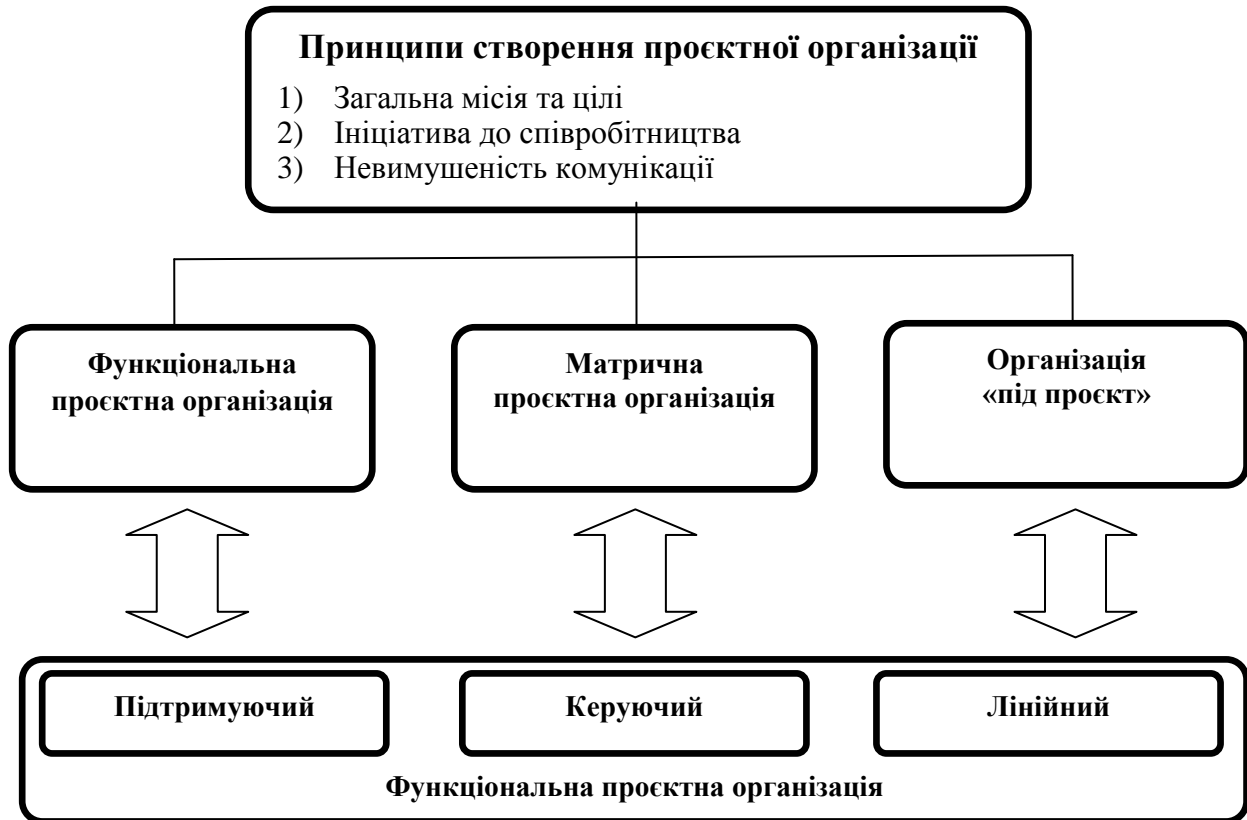 Принципи створення проєктної організації
1) Загальна місія та цілі
2) Ініціатива до співробітництва
3) Невимушеність комунікації
Функціональна
проєктна організація
Матрична
проєктна організація
Організація
«під проєкт»
Підтримуючий
Керуючий
Лінійний
Функціональна проєктна організація